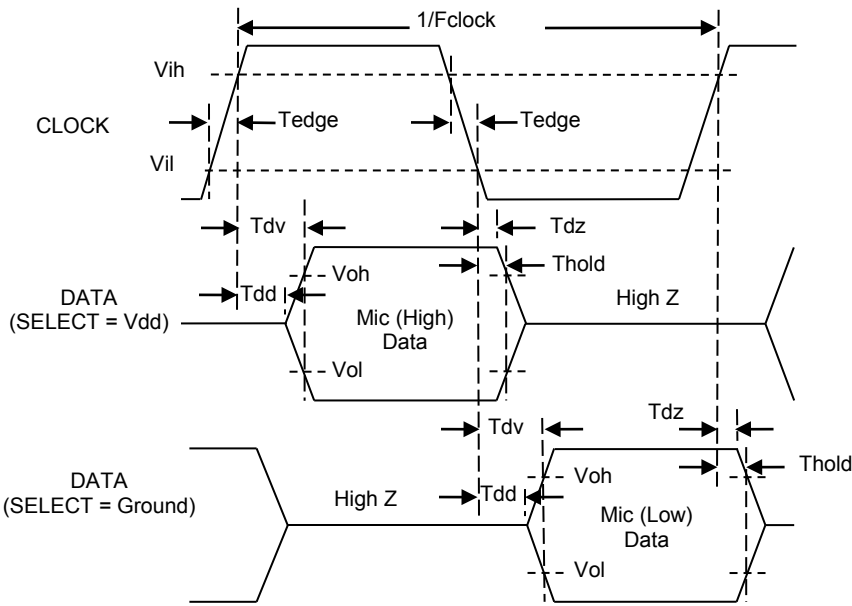 1/Fclock
Vih
CLOCK
Tedge
Tedge
Vil
Tdv
Tdz
Voh
Thold
DATA
(SELECT = Vdd)
Tdd
Mic (High)
Data
High Z
Vol
Tdv
Tdz
DATA
(SELECT = Ground)
High Z
Tdd
Voh
Thold
Mic (Low)
Data
Vol